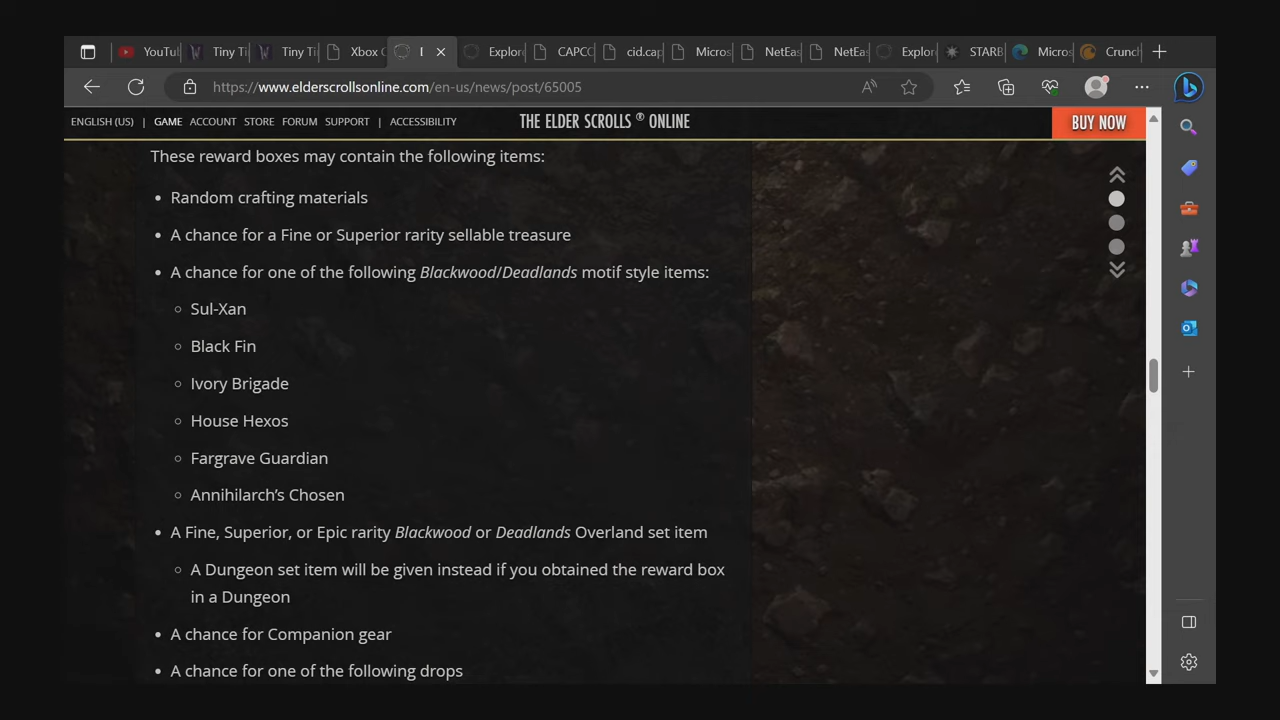 YouTu
Tiny Ti
Tiny Ti
Xbox G
Explor
CAPCO
cid.cap
Micros
NetEas
NetEa
Explor
STARB
Micros
Crunch
https://www.elderscrollsonline.com/en-us/news/post/65005
ENGLISH (US) | GAME ACCOUNT STORE FORUM SUPPORT | ACCESSIBILITY
THE ELDER SCROLLS ® ONLINE
BUY NOW
These reward boxes may contain the following items:
• Random crafting materials
• A chance for a Fine or Superior rarity sellable treasure
• A chance for one of the following Blackwood/Deadlands motif style items:
◦ Sul-Xan
◦ Black Fin
◦ Ivory Brigade
◦ House Hexos
◦ Fargrave Guardian
◦ Annihilarch’s Chosen
• A Fine, Superior, or Epic rarity Blackwood or Deadlands Overland set item
◦ A Dungeon set item will be given instead if you obtained the reward box
in a Dungeon
• A chance for Companion gear
• A chance for one of the following drops